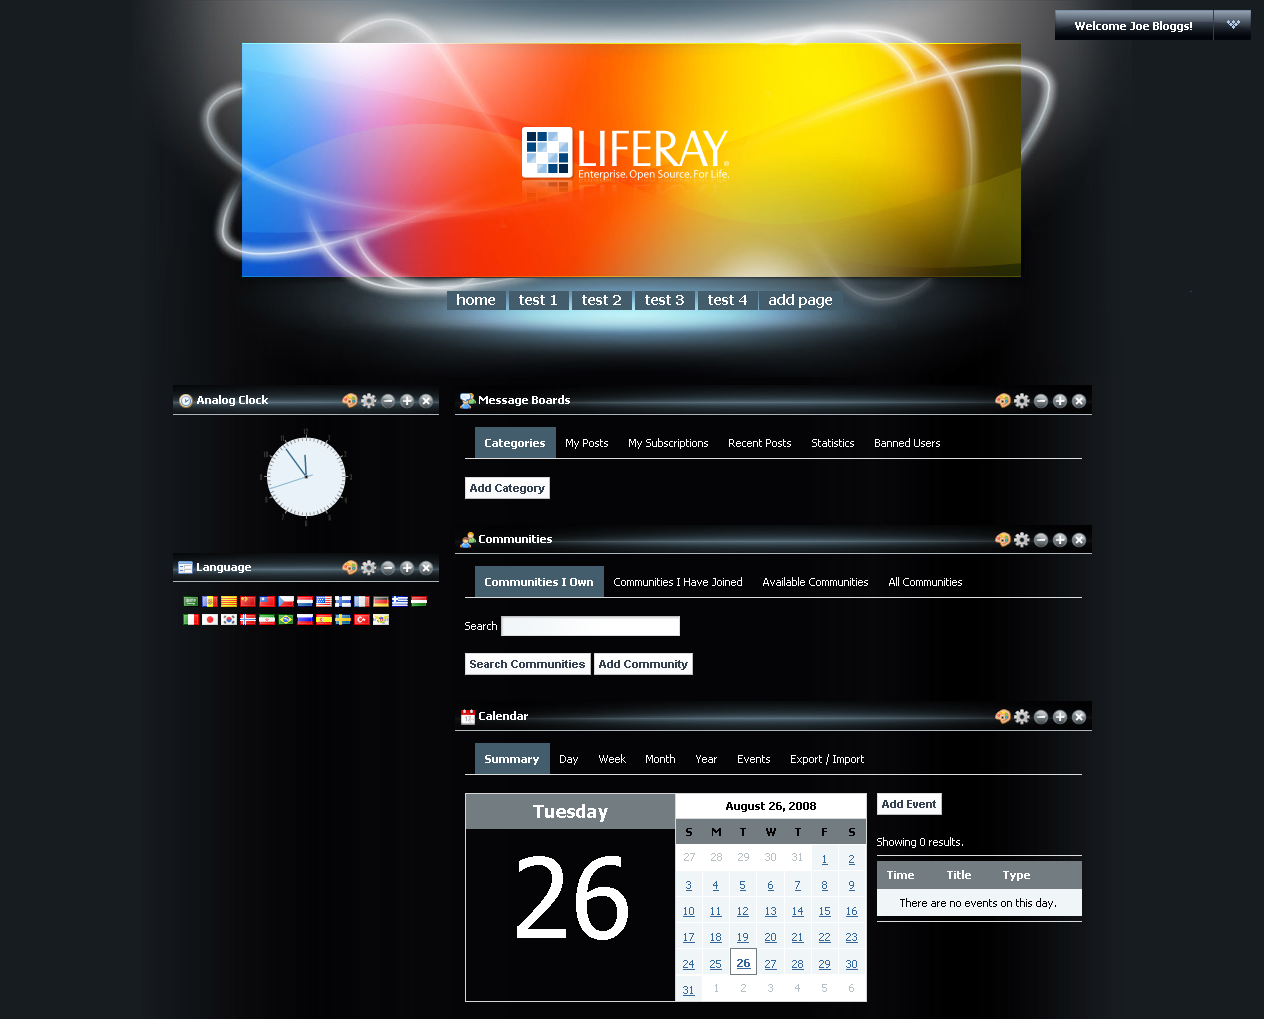 Welcome Joe Bloggs!
LIFERAY.
Enterprise. Open Source. For Life.
home test 1 test 2 test 3 test 4 add page
Analog Clock
Language
Message Boards
Categories My Posts My Subscriptions Recent Posts Statistics Banned Users
Add Category
Communities
Communities I Own Communities I Have Joined Available Communities All Communities
Search
Search Communities Add Community
Calendar
Summary Day Week Month Year Events Export / Import
Tuesday
26
August 26, 2008
S M T W T F S
27 28 29 30 31 1 2
3 4 5 6 7 8 9
10 11 12 13 14 15 16
17 18 19 20 21 22 23
24 25 26 27 28 29 30
31 1 2 3 4 5 6
Add Event
Showing 0 results.
Time Title Type
There are no events on this day.